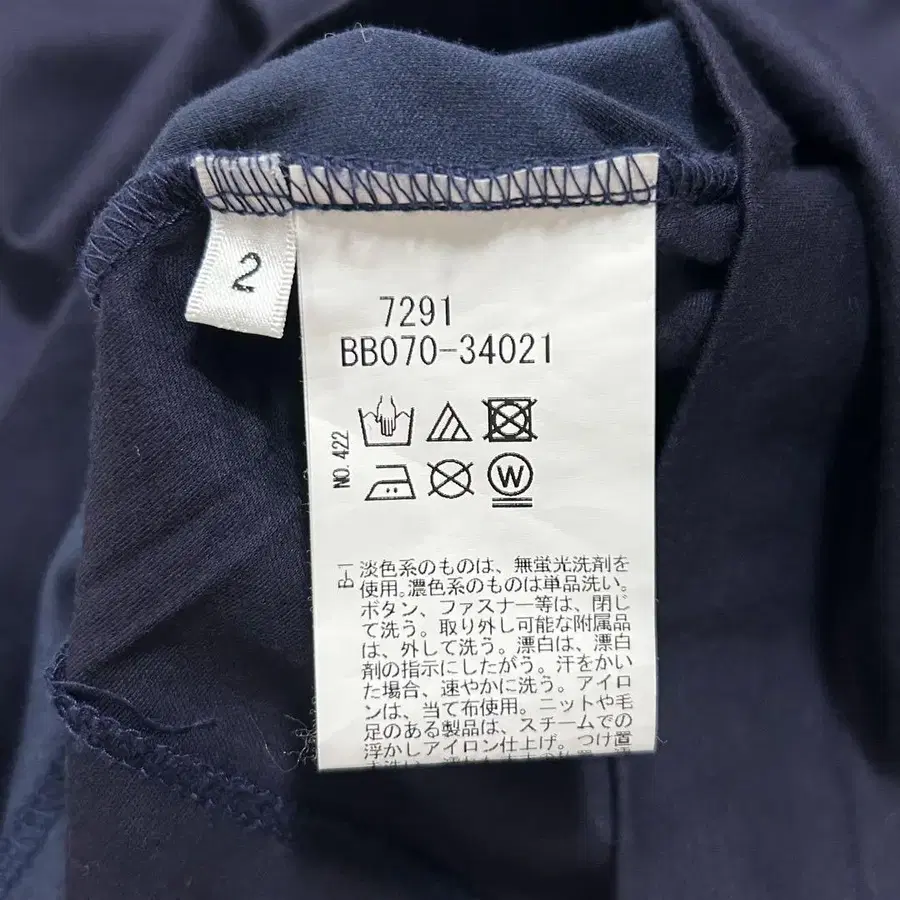 2
7291
BB070-34021
NO.422
W
B-1
淡色系のものは、無蛍光洗剤を
使用。濃色系のものは単品洗い。
ボタン、ファスナー等は、閉じ
て洗う。取り外し可能な附属品
は、外して洗う。漂白は、漂白
剤の指示にしたがう。汗をかい
た場合、速やかに洗う。アイロ
ンは、当て布使用。ニットや毛
足のある製品は、スチームでの
浮かしアイロン仕上げ。つけ置